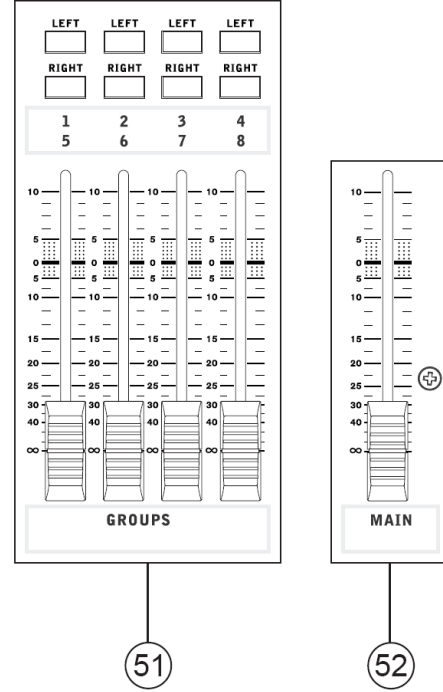 LEFT LEFT LEFT LEFT
RIGHT RIGHT RIGHT RIGHT
1 2 3 4
5 6 7 8
10 10 10 10 10
5 5 5 5 5
0 0 0 0 0
5 5 5 5 5
10 10 10 10 10
15 15 15 15 15
20 20 20 20 20
25 25 25 25 25
30 30 30 30 30
40 40 40 40 40
∞ ∞ ∞ ∞ ∞
GROUPS MAIN
51 52